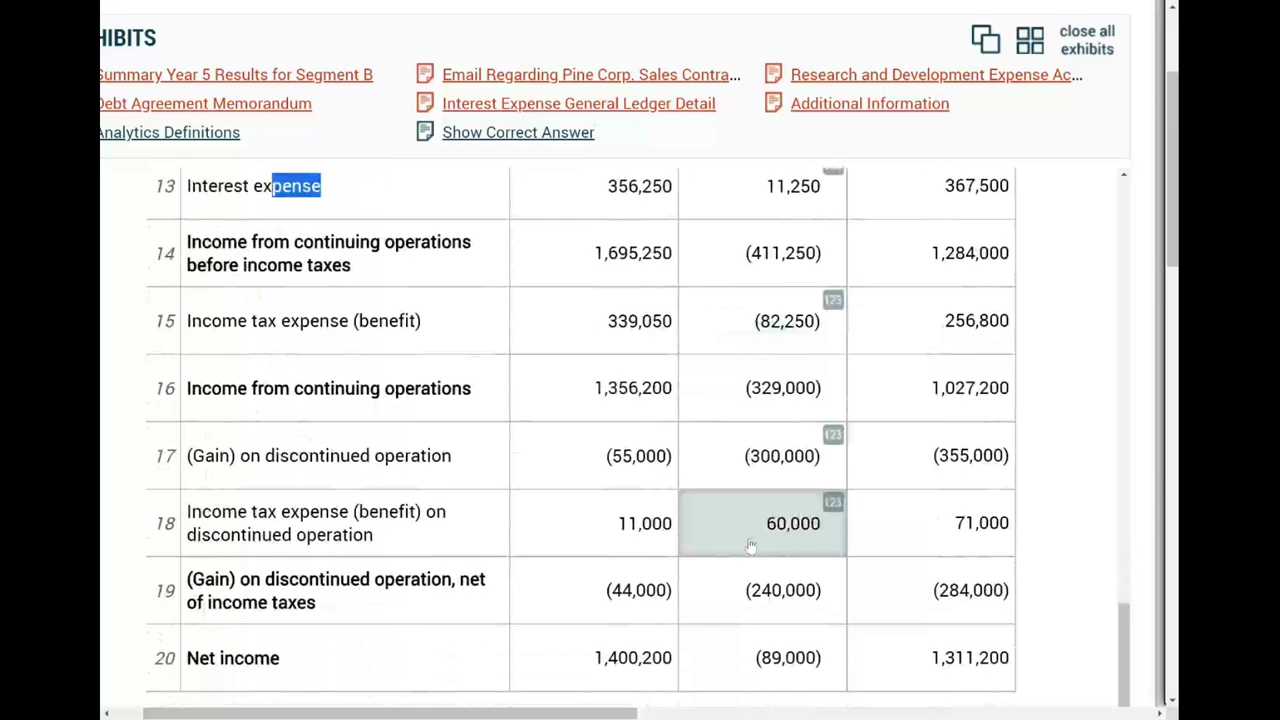 HIBITS
close all
exhibits
Summary Year 5 Results for Segment B
Email Regarding Pine Corp. Sales Contra...
Research and Development Expense Ac...
Debt Agreement Memorandum
Interest Expense General Ledger Detail
Additional Information
Analytics Definitions
Show Correct Answer
13 Interest expense 356,250 11,250 367,500
14 Income from continuing operations before income taxes 1,695,250 (411,250) 1,284,000
123
15 Income tax expense (benefit) 339,050 (82,250) 256,800
16 Income from continuing operations 1,356,200 (329,000) 1,027,200
123
17 (Gain) on discontinued operation (55,000) (300,000) (355,000)
123
18 Income tax expense (benefit) on discontinued operation 11,000 60,000 71,000
19 (Gain) on discontinued operation, net of income taxes (44,000) (240,000) (284,000)
20 Net income 1,400,200 (89,000) 1,311,200